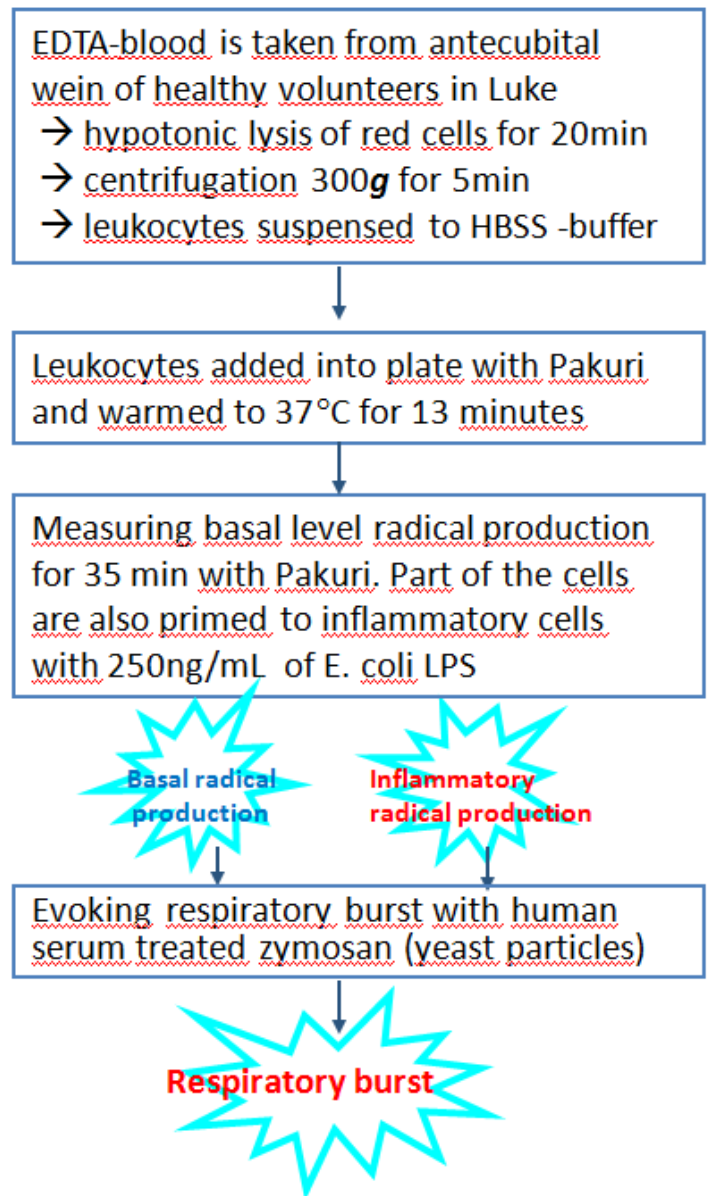 EDTA-blood is taken from antecubital
wein of healthy volunteers in Luke
→ hypotonic lysis of red cells for 20min
→ centrifugation 300g for 5min
→ leukocytes suspensed to HBSS -buffer
Leukocytes added into plate with Pakuri
and warmed to 37°C for 13 minutes
Measuring basal level radical production
for 35 min with Pakuri. Part of the cells
are also primed to inflammatory cells
with 250ng/mL of E. coli LPS
Basal radical
production
Inflammatory
radical production
Evoking respiratory burst with human
serum treated zymosan (yeast particles)
Respiratory burst